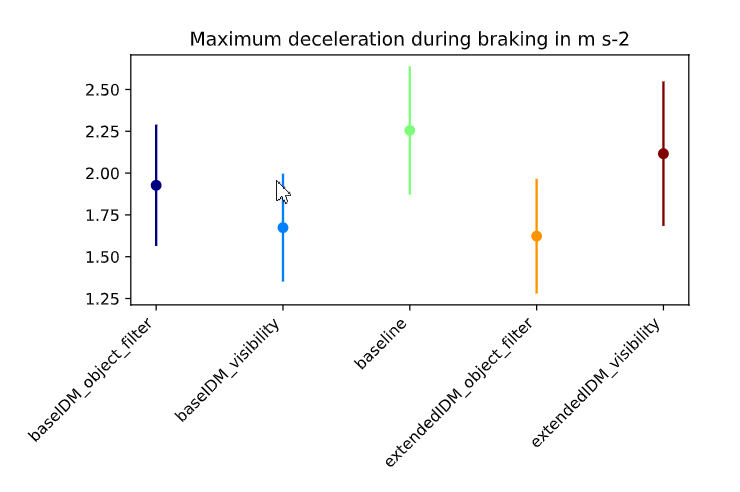 Maximum deceleration during braking in m s-2
2.50
2.25
2.00
1.75
1.50
1.25
baseIDM_object_filter
baseIDM_visibility
baseline
extendedIDM_object_filter
extendedIDM_visibility